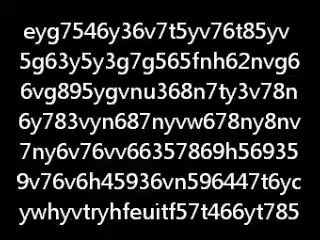 eyg7546y36v7t5yv76t85yv
5g63y5y3g7g565fnh62nvg6
6vg895ygvnu368n7ty3v78n
6y783vyn687nyvw678ny8nv
7ny6v76vv66357869h56935
9v76v6h45936vn596447t6yc
ywhyvtryhfeuitf57t466yt785